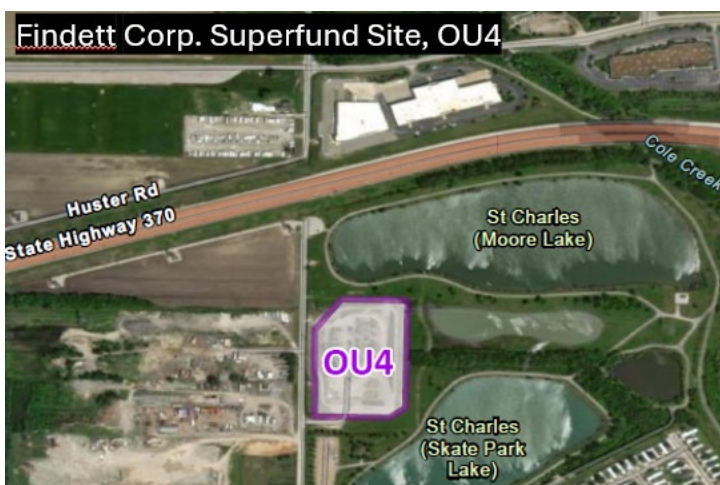 Findett Corp. Superfund Site, OU4
Cole Creek
Huster Rd
State Highway 370
St Charles
(Moore Lake)
OU4
St Charles
(Skate Park
Lake)